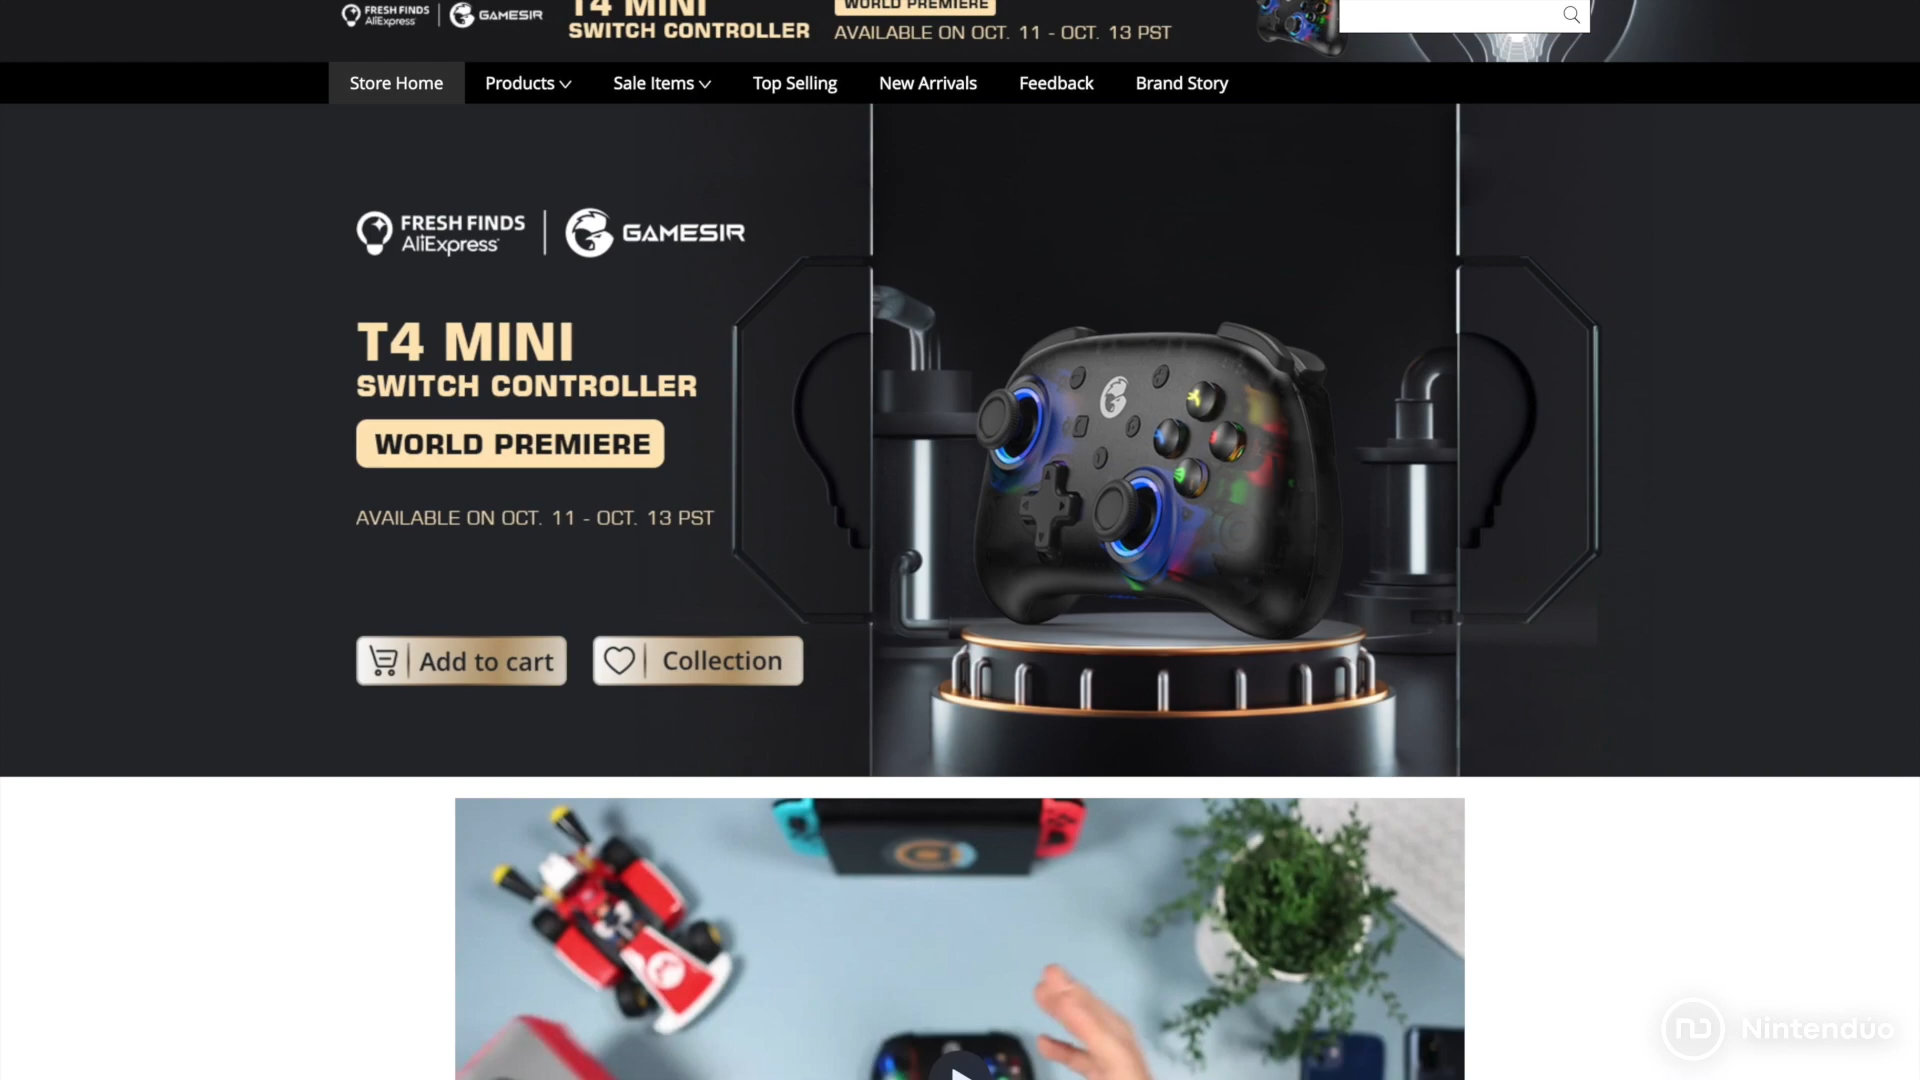 FRESH FINDS
AliExpress
GAMESIR
T4 MINI
SWITCH CONTROLLER
WORLD PREMIERE
AVAILABLE ON OCT. 11 - OCT. 13 PST
Store Home
Products
Sale Items
Top Selling
New Arrivals
Feedback
Brand Story
FRESH FINDS
AliExpress
GAMESIR
T4 MINI
SWITCH CONTROLLER
WORLD PREMIERE
AVAILABLE ON OCT. 11 - OCT. 13 PST
Add to cart
Collection
Nintendúo